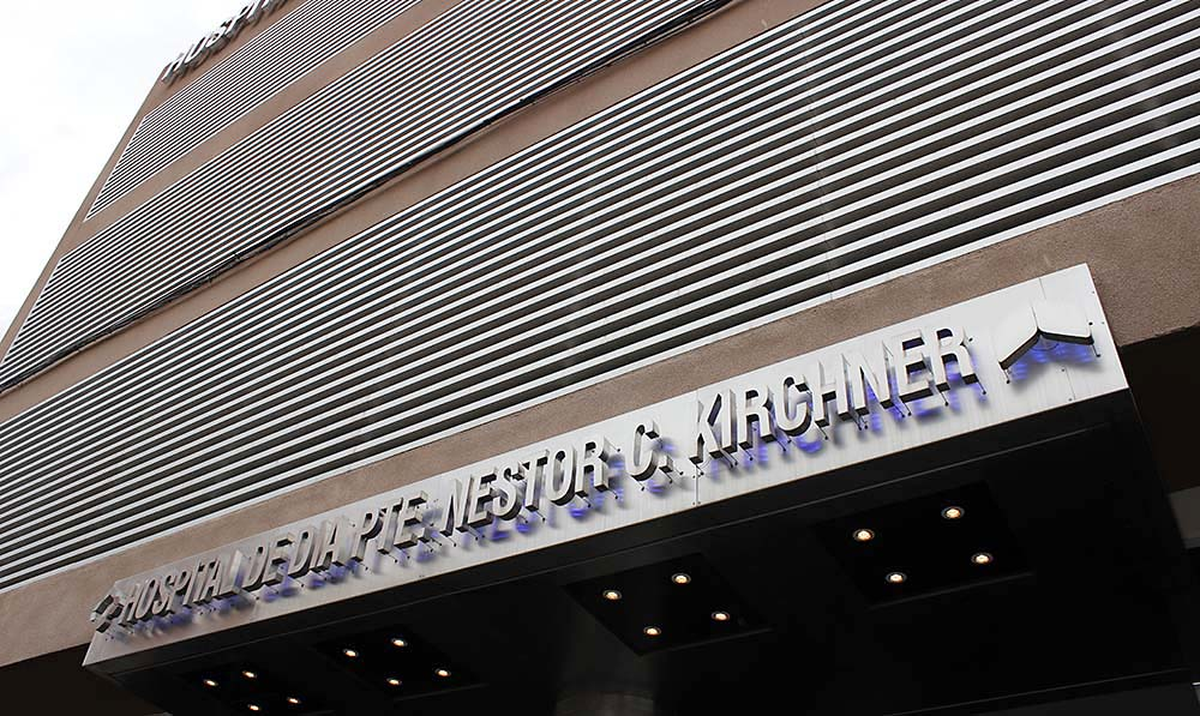 HOSPITAL DE DIA PTE. NESTOR C. KIRCHNER